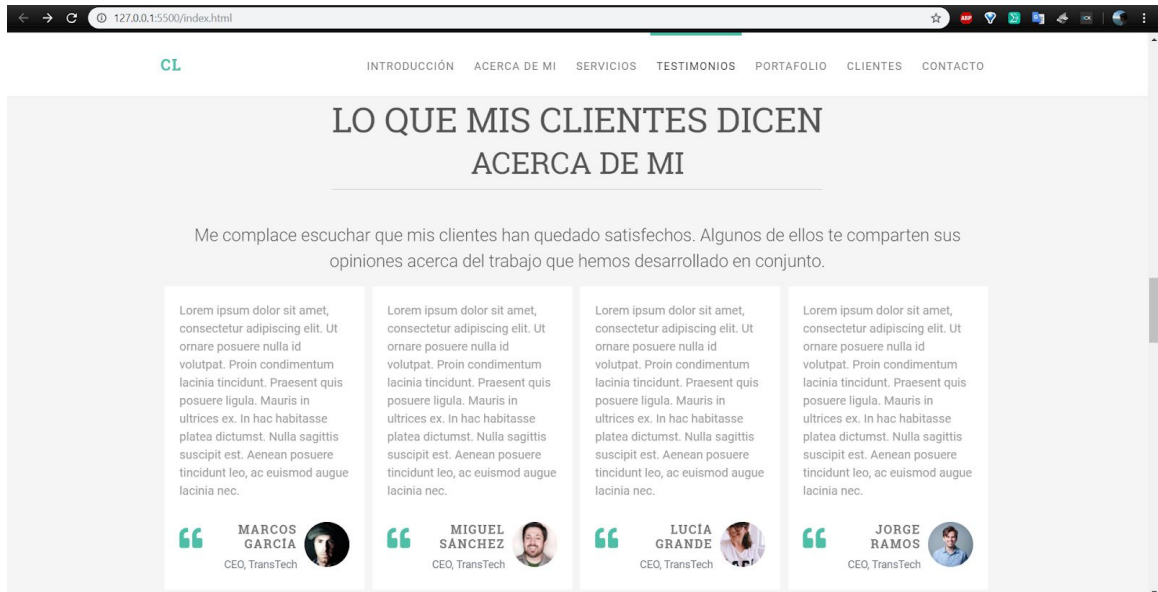 127.0.0.1:5500/index.html
ABP
CL
INTRODUCCIÓN ACERCA DE MI SERVICIOS TESTIMONIOS PORTAFOLIO CLIENTES CONTACTO
LO QUE MIS CLIENTES DICEN
ACERCA DE MI
Me complace escuchar que mis clientes han quedado satisfechos. Algunos de ellos te comparten sus
opiniones acerca del trabajo que hemos desarrollado en conjunto.
Lorem ipsum dolor sit amet,
consectetur adipiscing elit. Ut
ornare posuere nulla id
volutpat. Proin condimentum
lacinia tincidunt. Praesent quis
posuere ligula. Mauris in
ultrices ex. In hac habitasse
platea dictumst. Nulla sagittis
suscipit est. Aenean posuere
tincidunt leo, ac euismod augue
lacinia nec.
MARCOS
GARCÍA
CEO, TransTech
Lorem ipsum dolor sit amet,
consectetur adipiscing elit. Ut
ornare posuere nulla id
volutpat. Proin condimentum
lacinia tincidunt. Praesent quis
posuere ligula. Mauris in
ultrices ex. In hac habitasse
platea dictumst. Nulla sagittis
suscipit est. Aenean posuere
tincidunt leo, ac euismod augue
lacinia nec.
MIGUEL
SÁNCHEZ
CEO, TransTech
Lorem ipsum dolor sit amet,
consectetur adipiscing elit. Ut
ornare posuere nulla id
volutpat. Proin condimentum
lacinia tincidunt. Praesent quis
posuere ligula. Mauris in
ultrices ex. In hac habitasse
platea dictumst. Nulla sagittis
suscipit est. Aenean posuere
tincidunt leo, ac euismod augue
lacinia nec.
LUCÍA
GRANDE
CEO, TransTech
Lorem ipsum dolor sit amet,
consectetur adipiscing elit. Ut
ornare posuere nulla id
volutpat. Proin condimentum
lacinia tincidunt. Praesent quis
posuere ligula. Mauris in
ultrices ex. In hac habitasse
platea dictumst. Nulla sagittis
suscipit est. Aenean posuere
tincidunt leo, ac euismod augue
lacinia nec.
JORGE
RAMOS
CEO, TransTech